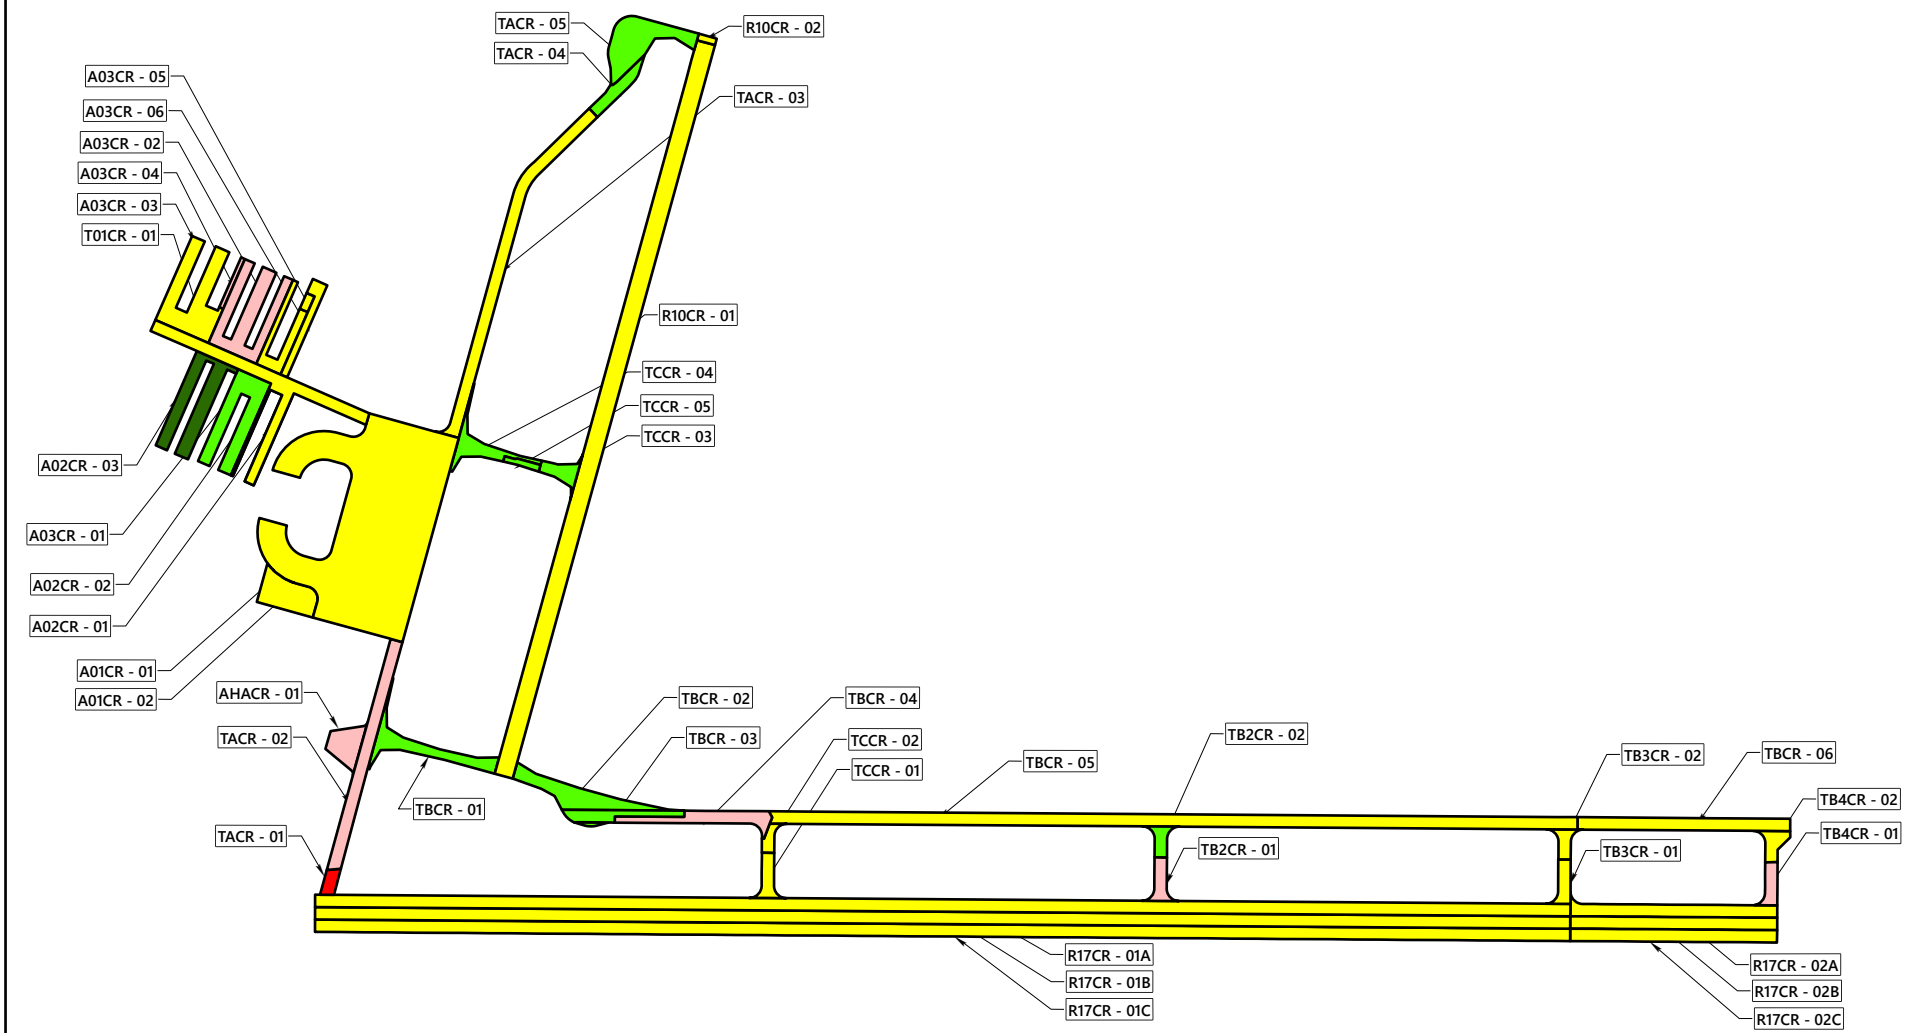 TACR - 05
R10CR - 02
TACR - 04
A03CR - 05
TACR - 03
A03CR - 06
A03CR - 02
A03CR - 04
A03CR - 03
T01CR - 01
R10CR - 01
TCCR - 04
TCCR - 05
TCCR - 03
A02CR - 03
A03CR - 01
A02CR - 02
A02CR - 01
A01CR - 01
A01CR - 02
AHACR - 01
TBCR - 02
TBCR - 04
TACR - 02
TBCR - 03
TCCR - 02
TB2CR - 02
TB3CR - 02
TBCR - 06
TBCR - 05
TCCR - 01
TBCR - 01
TB4CR - 02
TACR - 01
TB4CR - 01
TB2CR - 01
TB3CR - 01
R17CR - 01A
R17CR - 02A
R17CR - 01B
R17CR - 02B
R17CR - 01C
R17CR - 02C